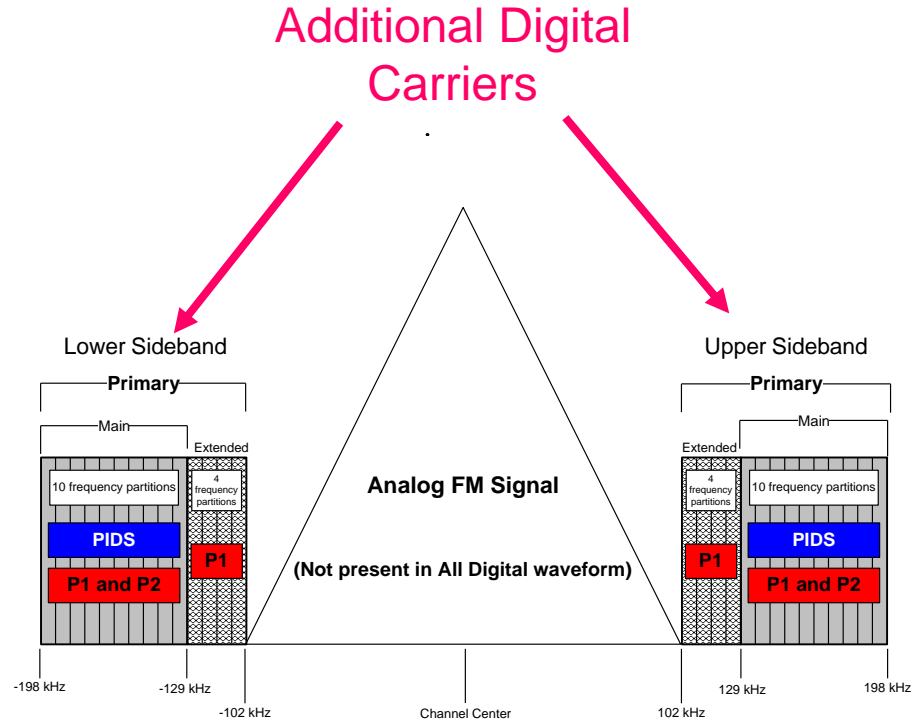 Additional Digital
Carriers
.
Lower Sideband
Upper Sideband
Primary
Primary
Main
Extended
Extended
Main
10 frequency partitions
4
frequency
partitions
4
frequency
partitions
10 frequency partitions
Analog FM Signal
PIDS
P1
P1
PIDS
P1 and P2
(Not present in All Digital waveform)
P1 and P2
-198 kHz
-129 kHz
-102 kHz
Channel Center
102 kHz
129 kHz
198 kHz